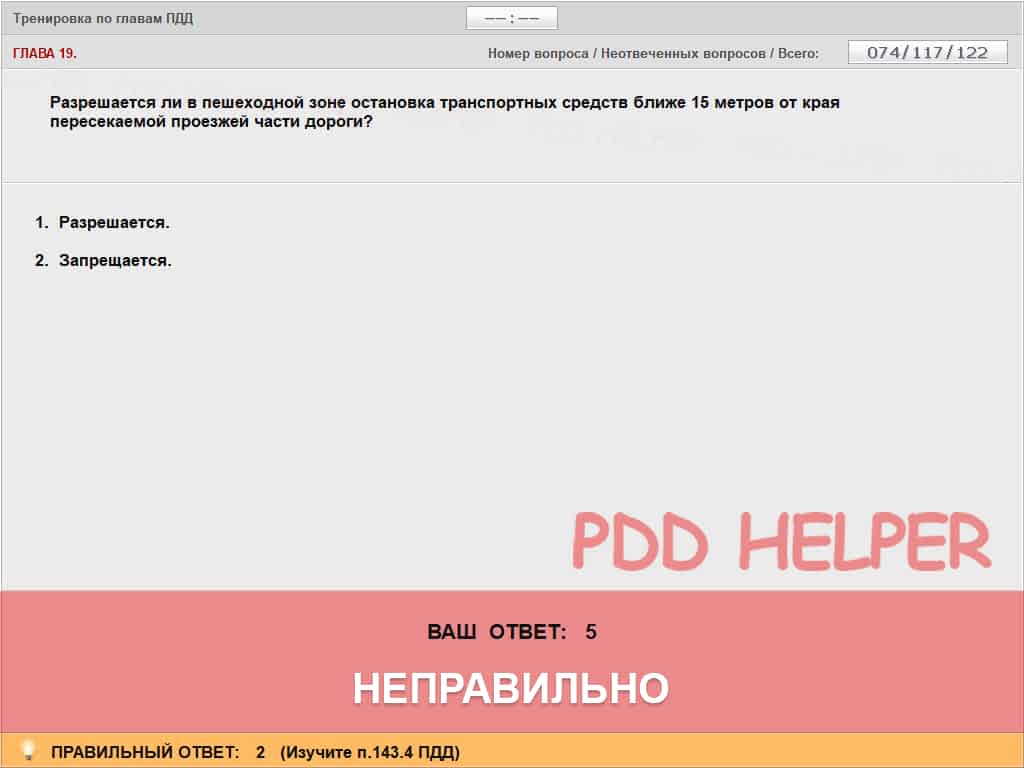 Тренировка по главам ПДД
—— : ——
ГЛАВА 19.
Номер вопроса / Неотвеченных вопросов / Всего: 074/117/122
Разрешается ли в пешеходной зоне остановка транспортных средств ближе 15 метров от края
пересекаемой проезжей части дороги?
1. Разрешается.
2. Запрещается.
PDD HELPER
ВАШ ОТВЕТ: 5
НЕПРАВИЛЬНО
ПРАВИЛЬНЫЙ ОТВЕТ: 2 (Изучите п.143.4 ПДД)